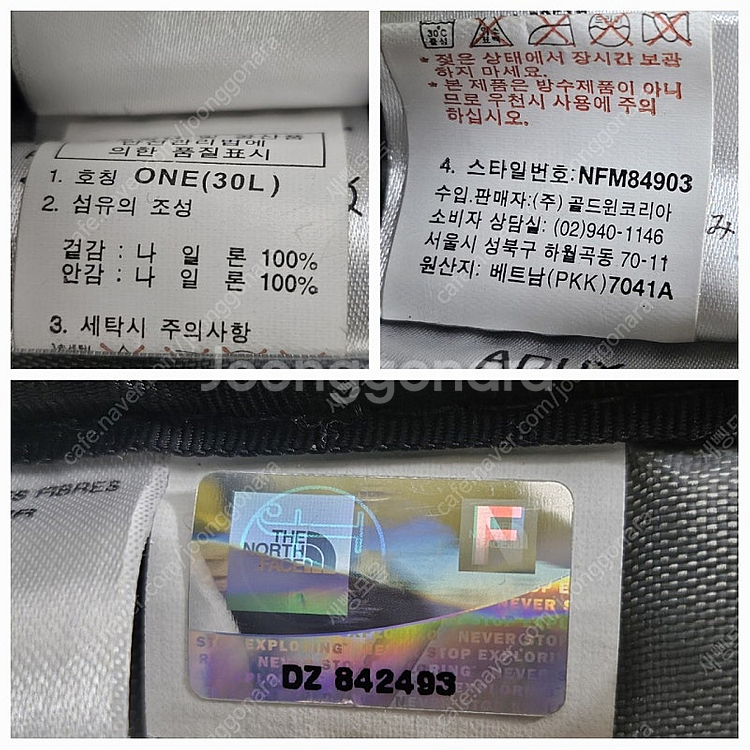 의한 품질표시
1. 호칭 ONE(30L)
2. 섬유의 조성
겉감 : 나 일 론 100%
안감 : 나 일 론 100%
3. 세탁시 주의사항
30℃
중성
* 젖은 상태에서 장시간 보관
하지 마세요.
* 본 제품은 방수제품이 아니
므로 우천시 사용에 주의
하십시오.
4. 스타일번호:NFM84903
수입.판매자:(주) 골드윈코리아
소비자 상담실: (02)940-1146
서울시 성북구 하월곡동 70-11
원산지: 베트남(PKK)7041A
Joonggonara
cafe.naver.com/joonggonara
FIBRES
THE
NORTH
FACE
F
NEVER STOP EXPLORING
DZ 842493